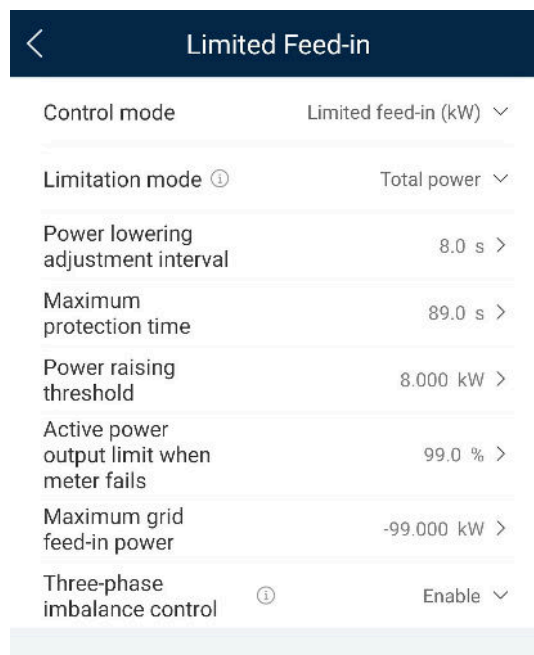 Limited Feed-in
Control mode Limited feed-in (kW)
Limitation mode Total power
Power lowering
adjustment interval 8.0 s
Maximum
protection time 89.0 s
Power raising
threshold 8.000 kW
Active power
output limit when
meter fails 99.0 %
Maximum grid
feed-in power -99.000 kW
Three-phase
imbalance control Enable